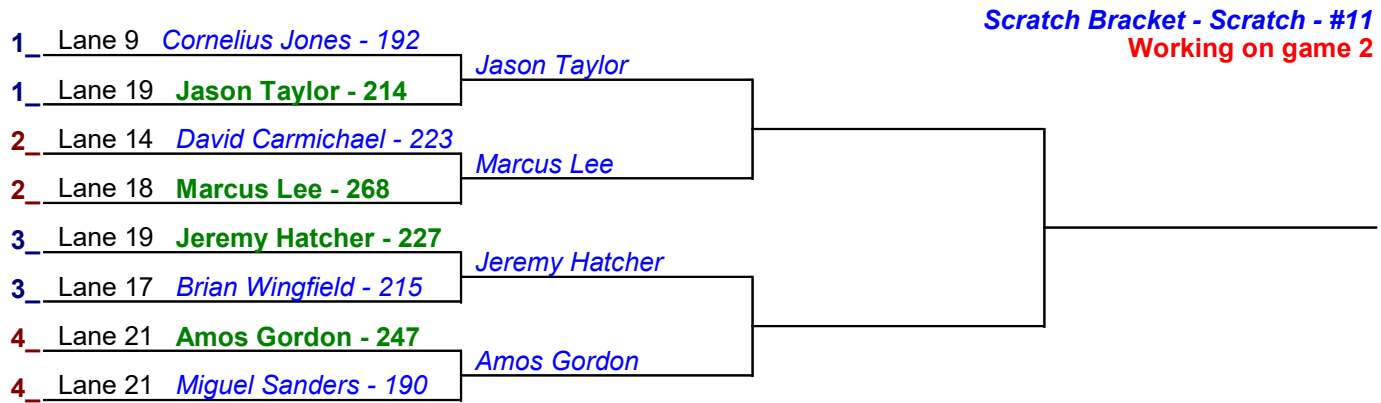 Scratch Bracket - Scratch - #11
Working on game 2
1_ Lane 9 Cornelius Jones - 192
Jason Taylor
1_ Lane 19 Jason Taylor - 214
2_ Lane 14 David Carmichael - 223
Marcus Lee
2_ Lane 18 Marcus Lee - 268
3_ Lane 19 Jeremy Hatcher - 227
Jeremy Hatcher
3_ Lane 17 Brian Wingfield - 215
4_ Lane 21 Amos Gordon - 247
Amos Gordon
4_ Lane 21 Miguel Sanders - 190